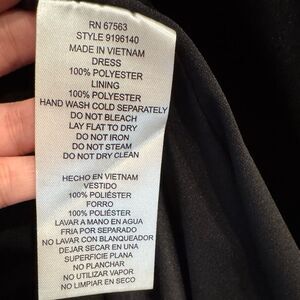 RN 67563
STYLE 9196140
MADE IN VIETNAM
DRESS
100% POLYESTER
LINING
100% POLYESTER
HAND WASH COLD SEPARATELY
DO NOT BLEACH
LAY FLAT TO DRY
DO NOT IRON
DO NOT STEAM
DO NOT DRY CLEAN
HECHO EN VIETNAM
VESTIDO
100% POLIÉSTER
FORRO
100% POLIÉSTER
LAVAR A MANO EN AGUA
FRIA POR SEPARADO
NO LAVAR CON BLANQUEADOR
DEJAR SECAR EN UNA
SUPERFICIE PLANA
NO PLANCHAR
NO UTILIZAR VAPOR
NO LIMPIAR EN SECO